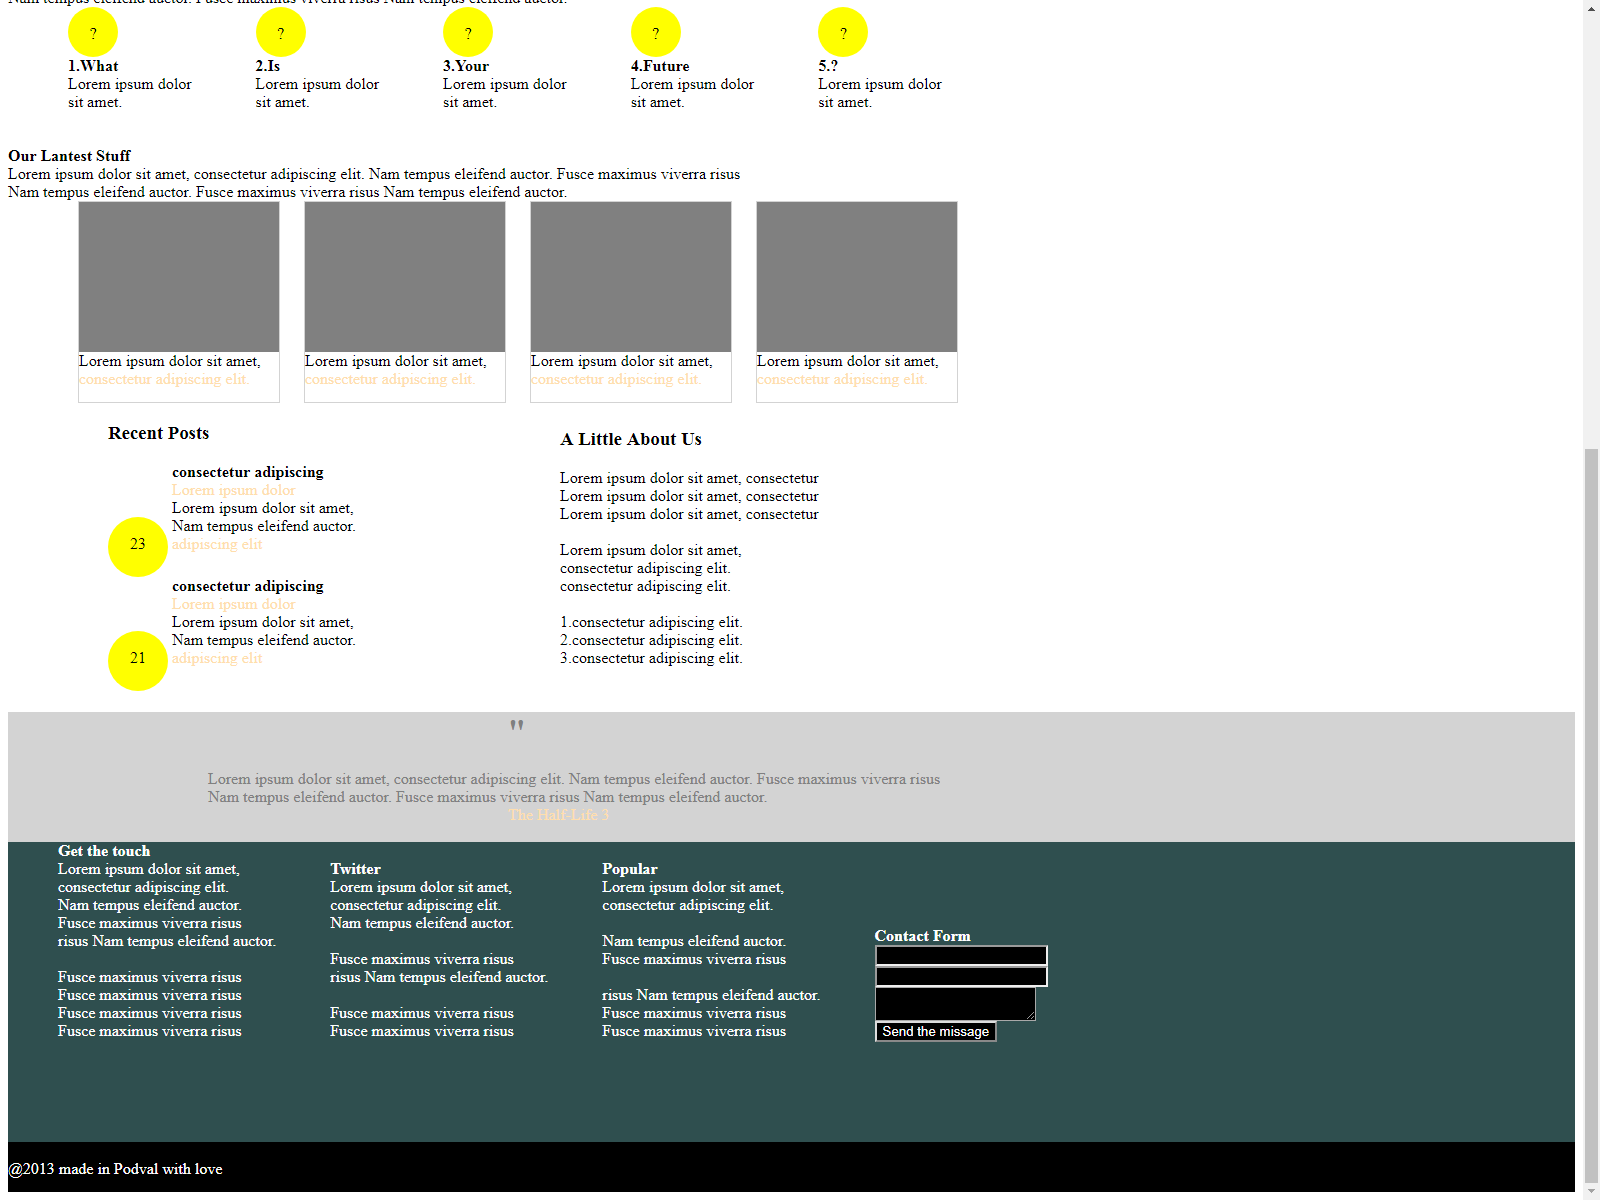 Nam tempus eleifend auctor. Fusce maximus viverra risus Nam tempus eleifend auctor.
? ? ? ? ?
1.What 2.Is 3.Your 4.Future 5.?
Lorem ipsum dolor Lorem ipsum dolor Lorem ipsum dolor Lorem ipsum dolor Lorem ipsum dolor
sit amet. sit amet. sit amet. sit amet. sit amet.
Our Lantest Stuff
Lorem ipsum dolor sit amet, consectetur adipiscing elit. Nam tempus eleifend auctor. Fusce maximus viverra risus
Nam tempus eleifend auctor. Fusce maximus viverra risus Nam tempus eleifend auctor.
Lorem ipsum dolor sit amet, Lorem ipsum dolor sit amet, Lorem ipsum dolor sit amet, Lorem ipsum dolor sit amet,
consectetur adipiscing elit. consectetur adipiscing elit. consectetur adipiscing elit. consectetur adipiscing elit.
Recent Posts
consectetur adipiscing
Lorem ipsum dolor
Lorem ipsum dolor sit amet,
Nam tempus eleifend auctor.
23 adipiscing elit
consectetur adipiscing
Lorem ipsum dolor
Lorem ipsum dolor sit amet,
Nam tempus eleifend auctor.
21 adipiscing elit
A Little About Us
Lorem ipsum dolor sit amet, consectetur
Lorem ipsum dolor sit amet, consectetur
Lorem ipsum dolor sit amet, consectetur
Lorem ipsum dolor sit amet,
consectetur adipiscing elit.
consectetur adipiscing elit.
1.consectetur adipiscing elit.
2.consectetur adipiscing elit.
3.consectetur adipiscing elit.
"
Lorem ipsum dolor sit amet, consectetur adipiscing elit. Nam tempus eleifend auctor. Fusce maximus viverra risus
Nam tempus eleifend auctor. Fusce maximus viverra risus Nam tempus eleifend auctor.
The Half-Life 3
Get the touch
Lorem ipsum dolor sit amet,
consectetur adipiscing elit.
Nam tempus eleifend auctor.
Fusce maximus viverra risus
risus Nam tempus eleifend auctor.
Fusce maximus viverra risus
Fusce maximus viverra risus
Fusce maximus viverra risus
Fusce maximus viverra risus
Twitter
Lorem ipsum dolor sit amet,
consectetur adipiscing elit.
Nam tempus eleifend auctor.
Fusce maximus viverra risus
risus Nam tempus eleifend auctor.
Fusce maximus viverra risus
Fusce maximus viverra risus
Popular
Lorem ipsum dolor sit amet,
consectetur adipiscing elit.
Nam tempus eleifend auctor.
Fusce maximus viverra risus
risus Nam tempus eleifend auctor.
Fusce maximus viverra risus
Fusce maximus viverra risus
Contact Form
Send the missage
@2013 made in Podval with love